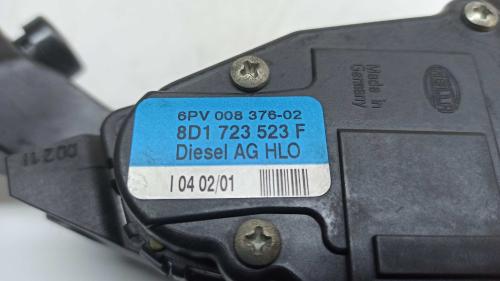 6PV 008 376-02
8D1 723 523 F
Diesel AG HLO
I 04 02/01
Made in
Germany
HELLA